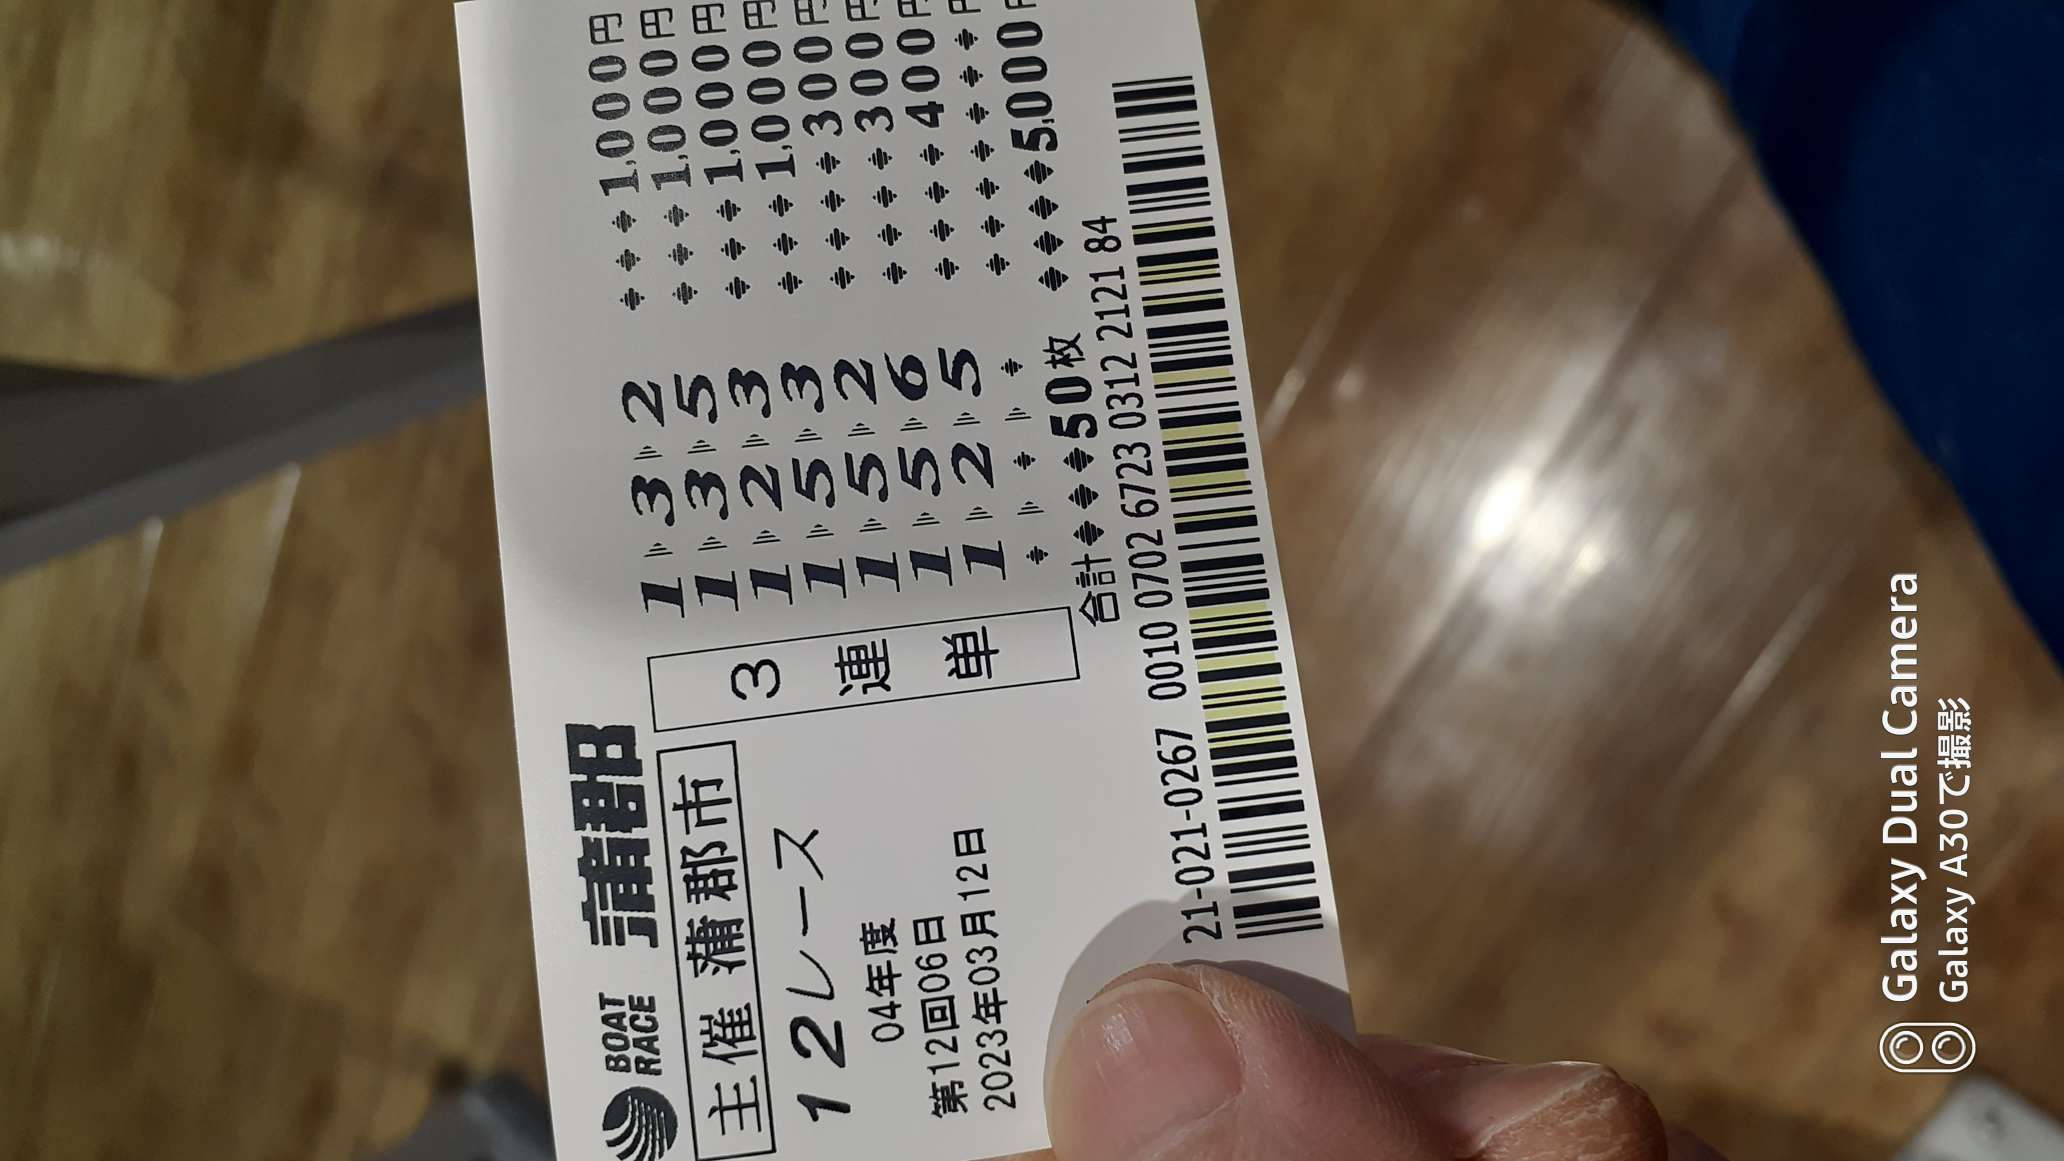 BOAT RACE 蒲郡
主催 蒲郡市
12レース
04年度
第12回06日
2023年03月12日
3連単
1 3 2 1,000円
1 3 5 1,000円
1 2 3 1,000円
1 5 3 1,000円
1 5 2 300円
1 5 6 300円
1 2 5 400円
合計 50枚 5,000円
21-021-0267 0010 0702 6723 0312 2121 84
Galaxy Dual Camera
Galaxy A30で撮影